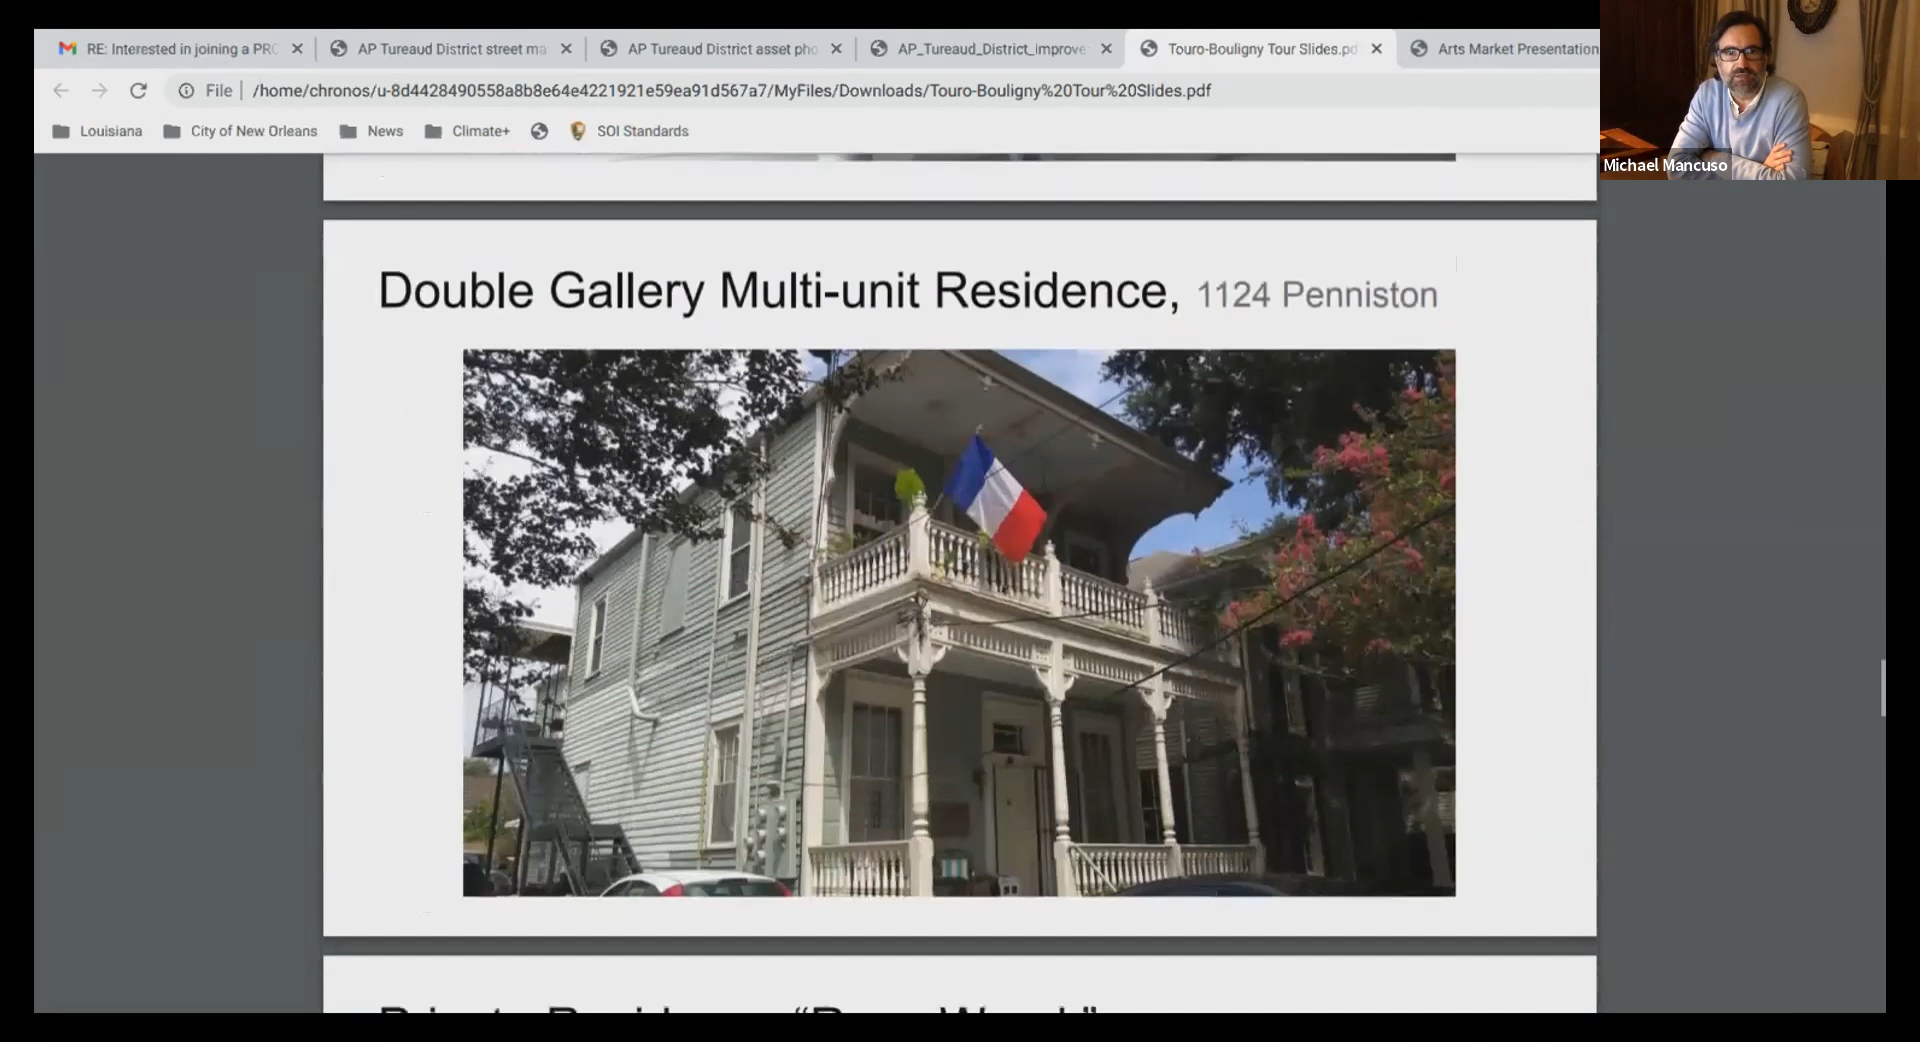 RE: Interested in joining a PRC
AP Tureaud District street ma
AP Tureaud District asset pho
AP_Tureaud_District_improve
Touro-Bouligny Tour Slides.pd
Arts Market Presentation
File
/home/chronos/u-8d4428490558a8b8e64e4221921e59ea91d567a7/MyFiles/Downloads/Touro-Bouligny%20Tour%20Slides.pdf
Louisiana
City of New Orleans
News
Climate+
SOI Standards
Michael Mancuso
Double Gallery Multi-unit Residence, 1124 Penniston